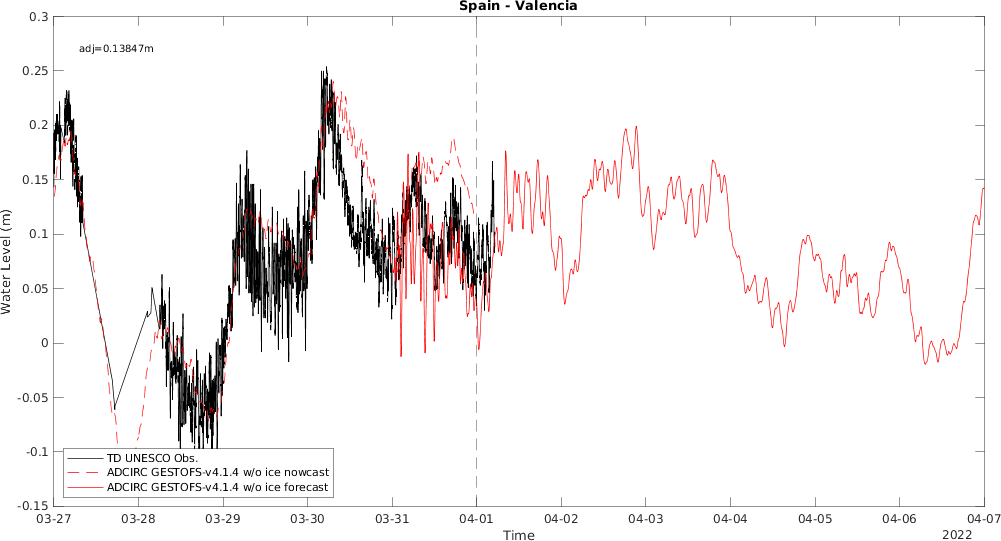 Spain - Valencia
adj=0.13847m
0.3
0.25
0.2
0.15
0.1
0.05
0
-0.05
-0.1
-0.15
Water Level (m)
TD UNESCO Obs.
ADCIRC GESTOFS-v4.1.4 w/o ice nowcast
ADCIRC GESTOFS-v4.1.4 w/o ice forecast
03-27 03-28 03-29 03-30 03-31 04-01 04-02 04-03 04-04 04-05 04-06 04-07
Time
2022